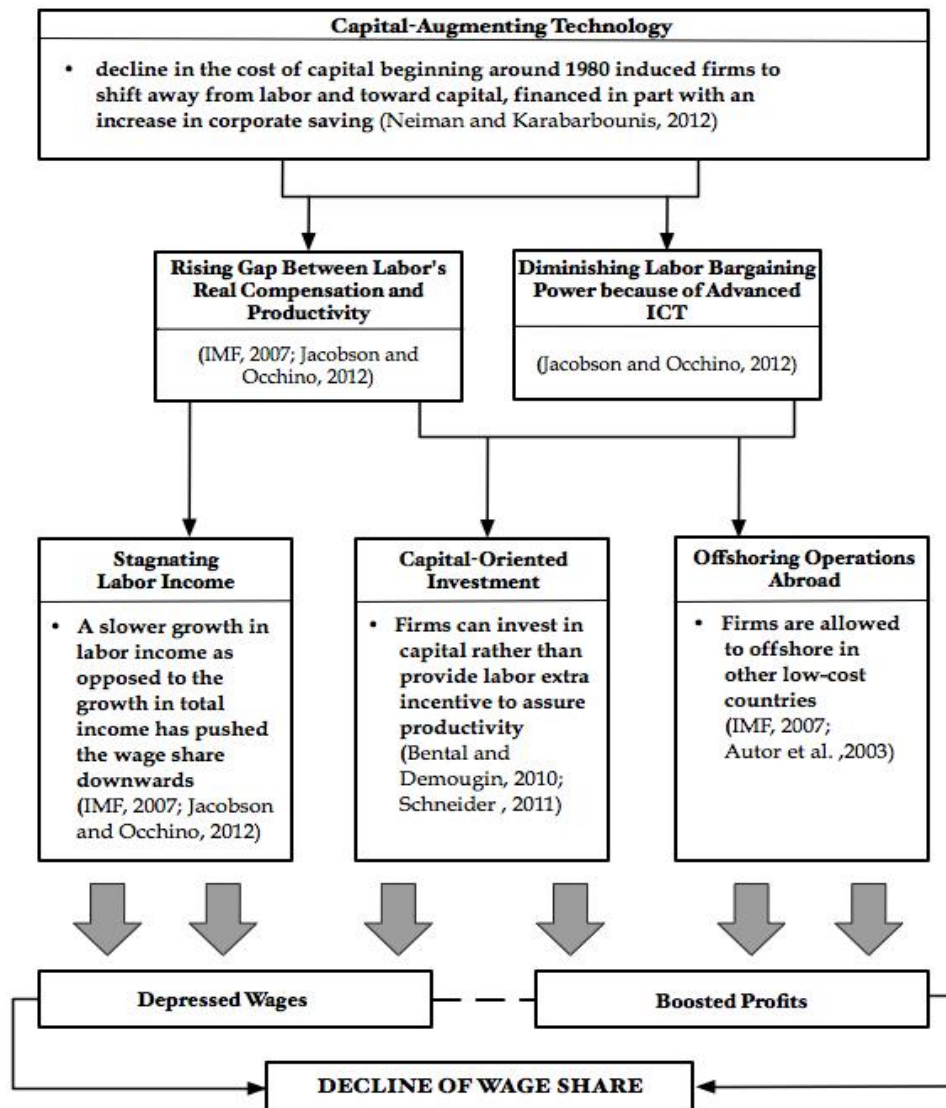 Capital-Augmenting Technology
• decline in the cost of capital beginning around 1980 induced firms to
shift away from labor and toward capital, financed in part with an
increase in corporate saving (Neiman and Karabarbounis, 2012)
Rising Gap Between Labor's
Real Compensation and
Productivity
(IMF, 2007; Jacobson and
Occhino, 2012)
Diminishing Labor Bargaining
Power because of Advanced
ICT
(Jacobson and Occhino, 2012)
Stagnating
Labor Income
• A slower growth in
labor income as
opposed to the
growth in total
income has pushed
the wage share
downwards
(IMF, 2007; Jacobson
and Occhino, 2012)
Capital-Oriented
Investment
• Firms can invest in
capital rather than
provide labor extra
incentive to assure
productivity
(Bental and
Demougin, 2010;
Schneider , 2011)
Offshoring Operations
Abroad
• Firms are allowed
to offshore in
other low-cost
countries
(IMF, 2007;
Autor et al. ,2003)
Depressed Wages
Boosted Profits
DECLINE OF WAGE SHARE